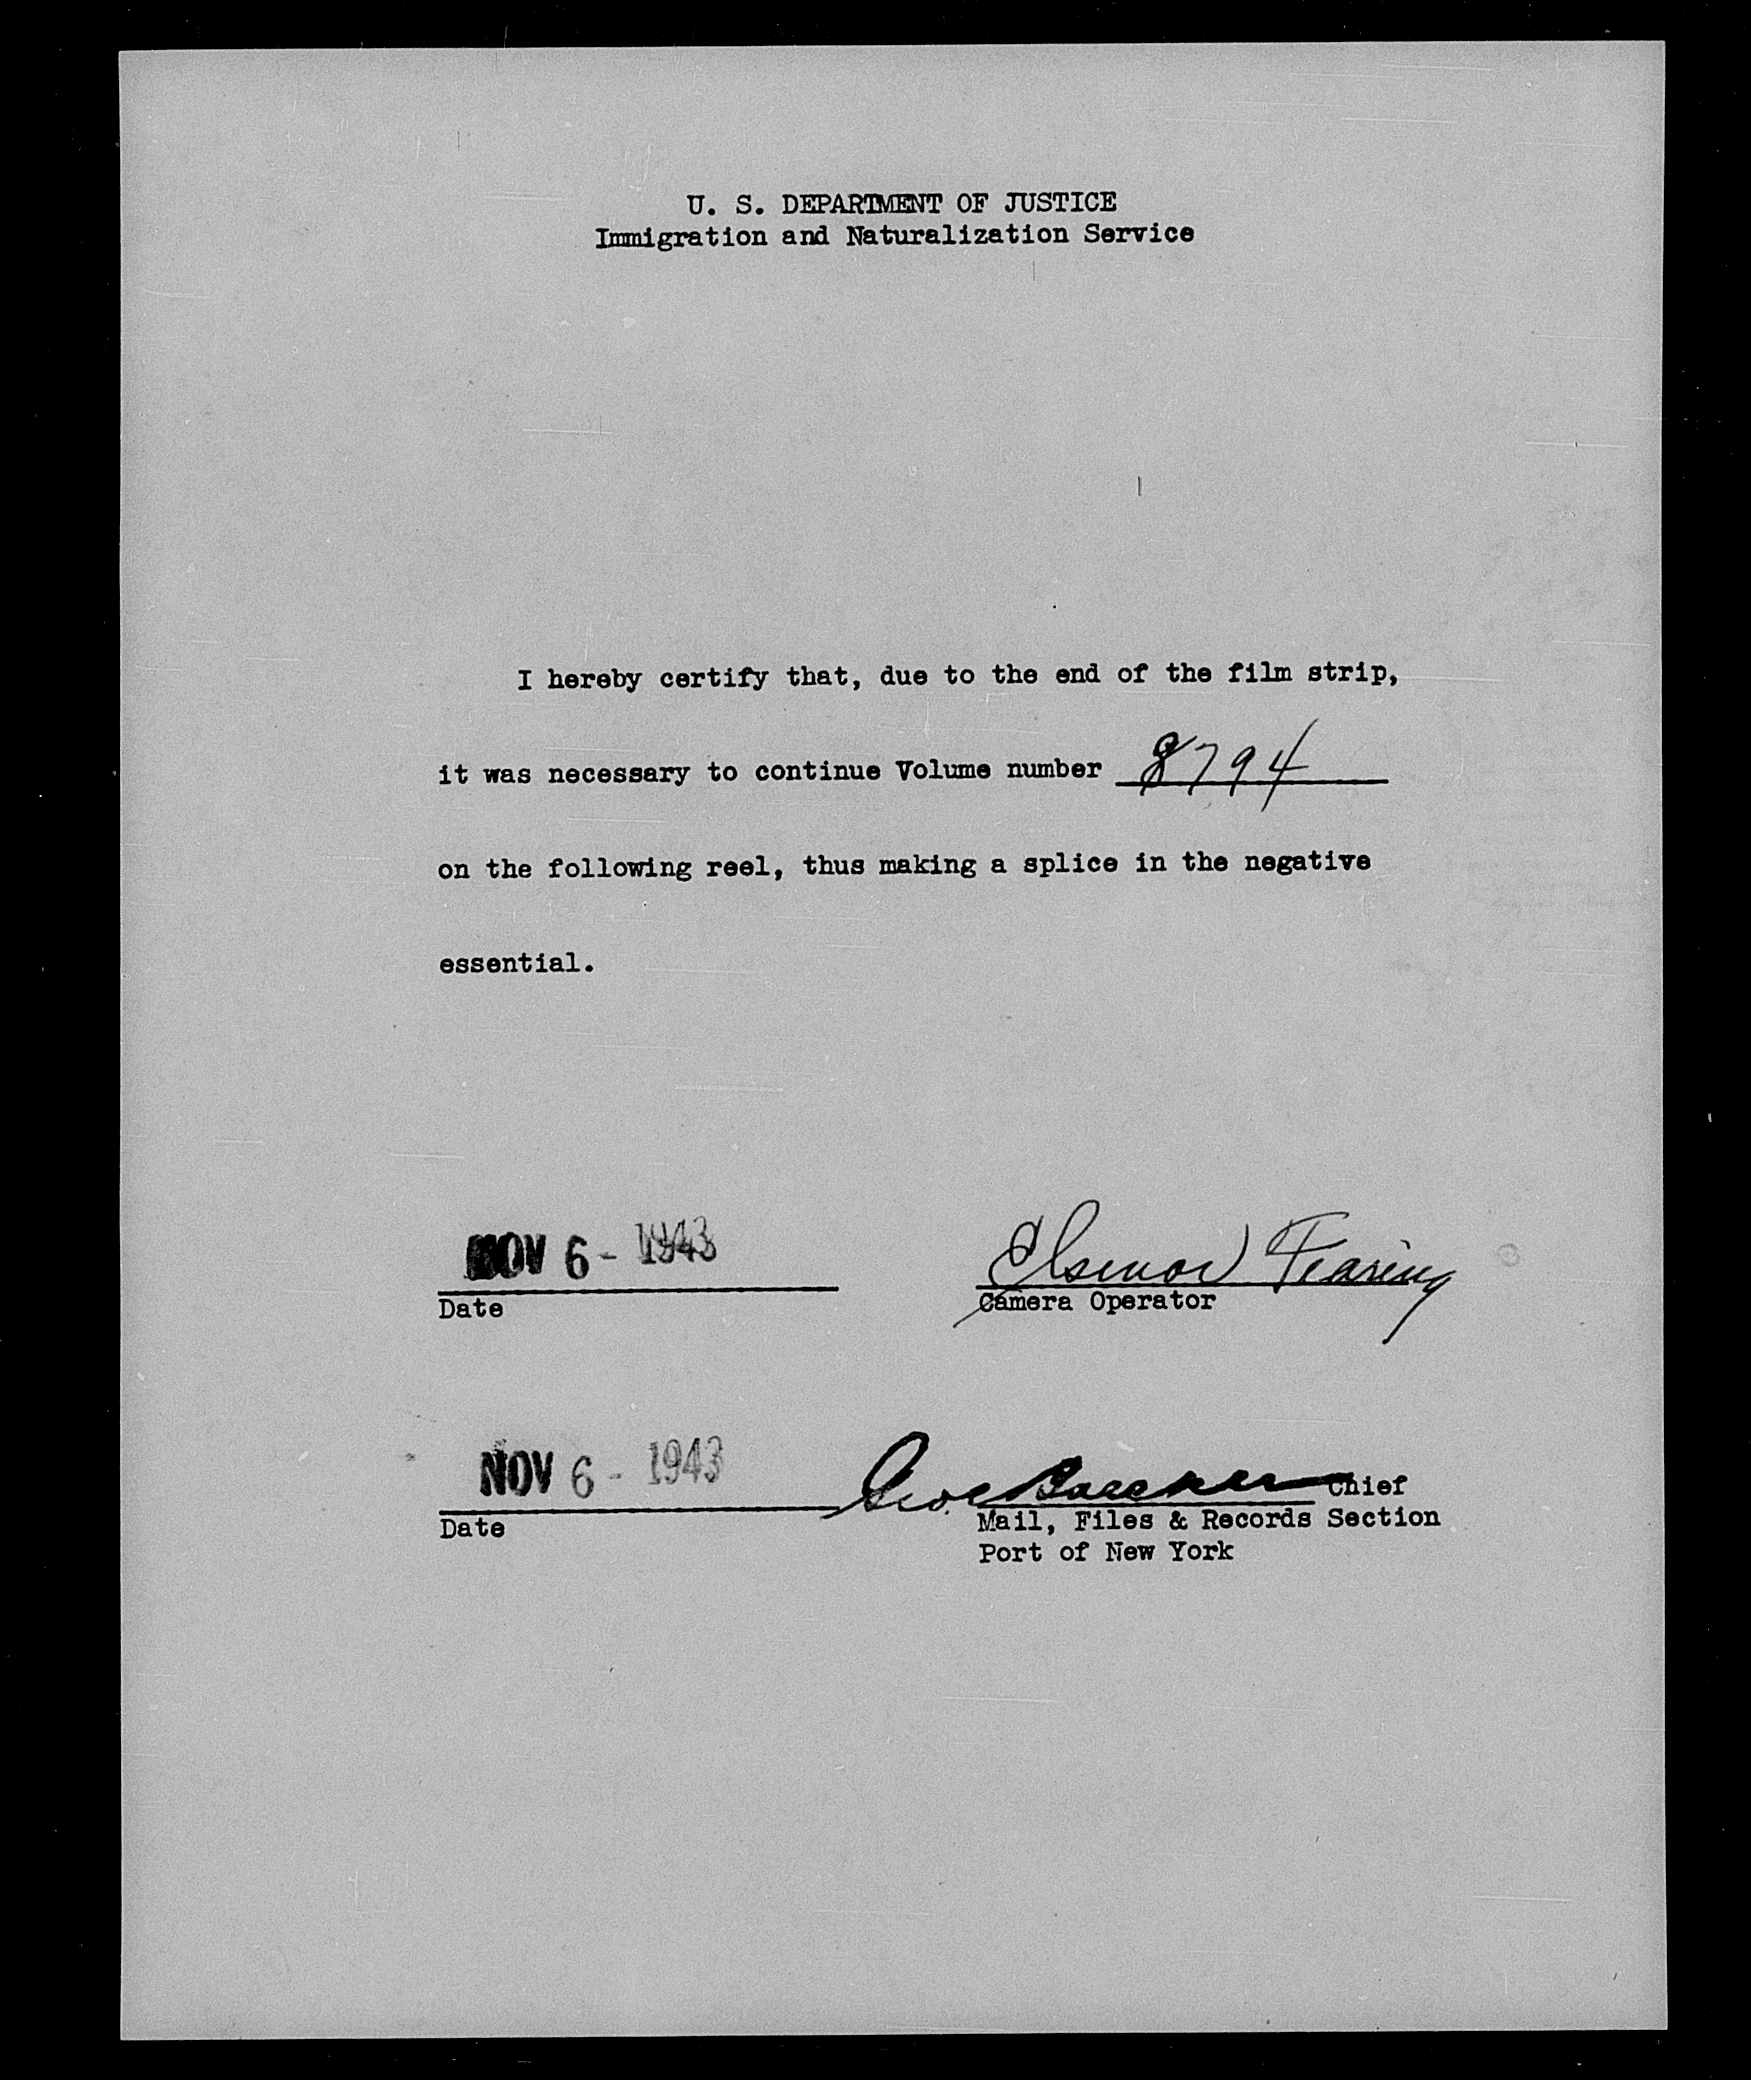 U. S. DEPARTMENT OF JUSTICE
Immigration and Naturalization Service
I hereby certify that, due to the end of the film strip,
it was necessary to continue Volume number 8794
on the following reel, thus making a splice in the negative
essential.
NOV 6 - 1943
Date
Fearing
Camera Operator
NOV 6 - 1943
Geo
Chief
Date
Mail, Files & Records Section
Port of New York